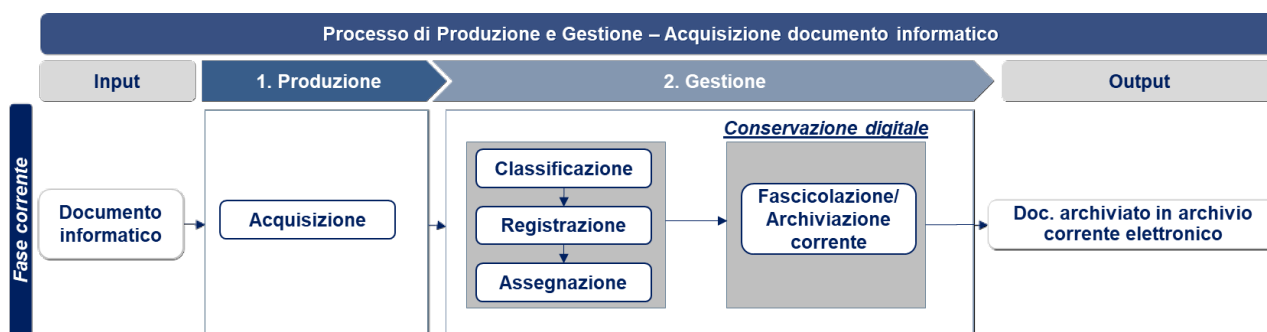 Processo di Produzione e Gestione – Acquisizione documento informatico
Input
1. Produzione
2. Gestione
Output
Fase corrente
Documento
informatico
Acquisizione
Classificazione
Registrazione
Assegnazione
Conservazione digitale
Fascicolazione/
Archiviazione
corrente
Doc. archiviato in archivio
corrente elettronico